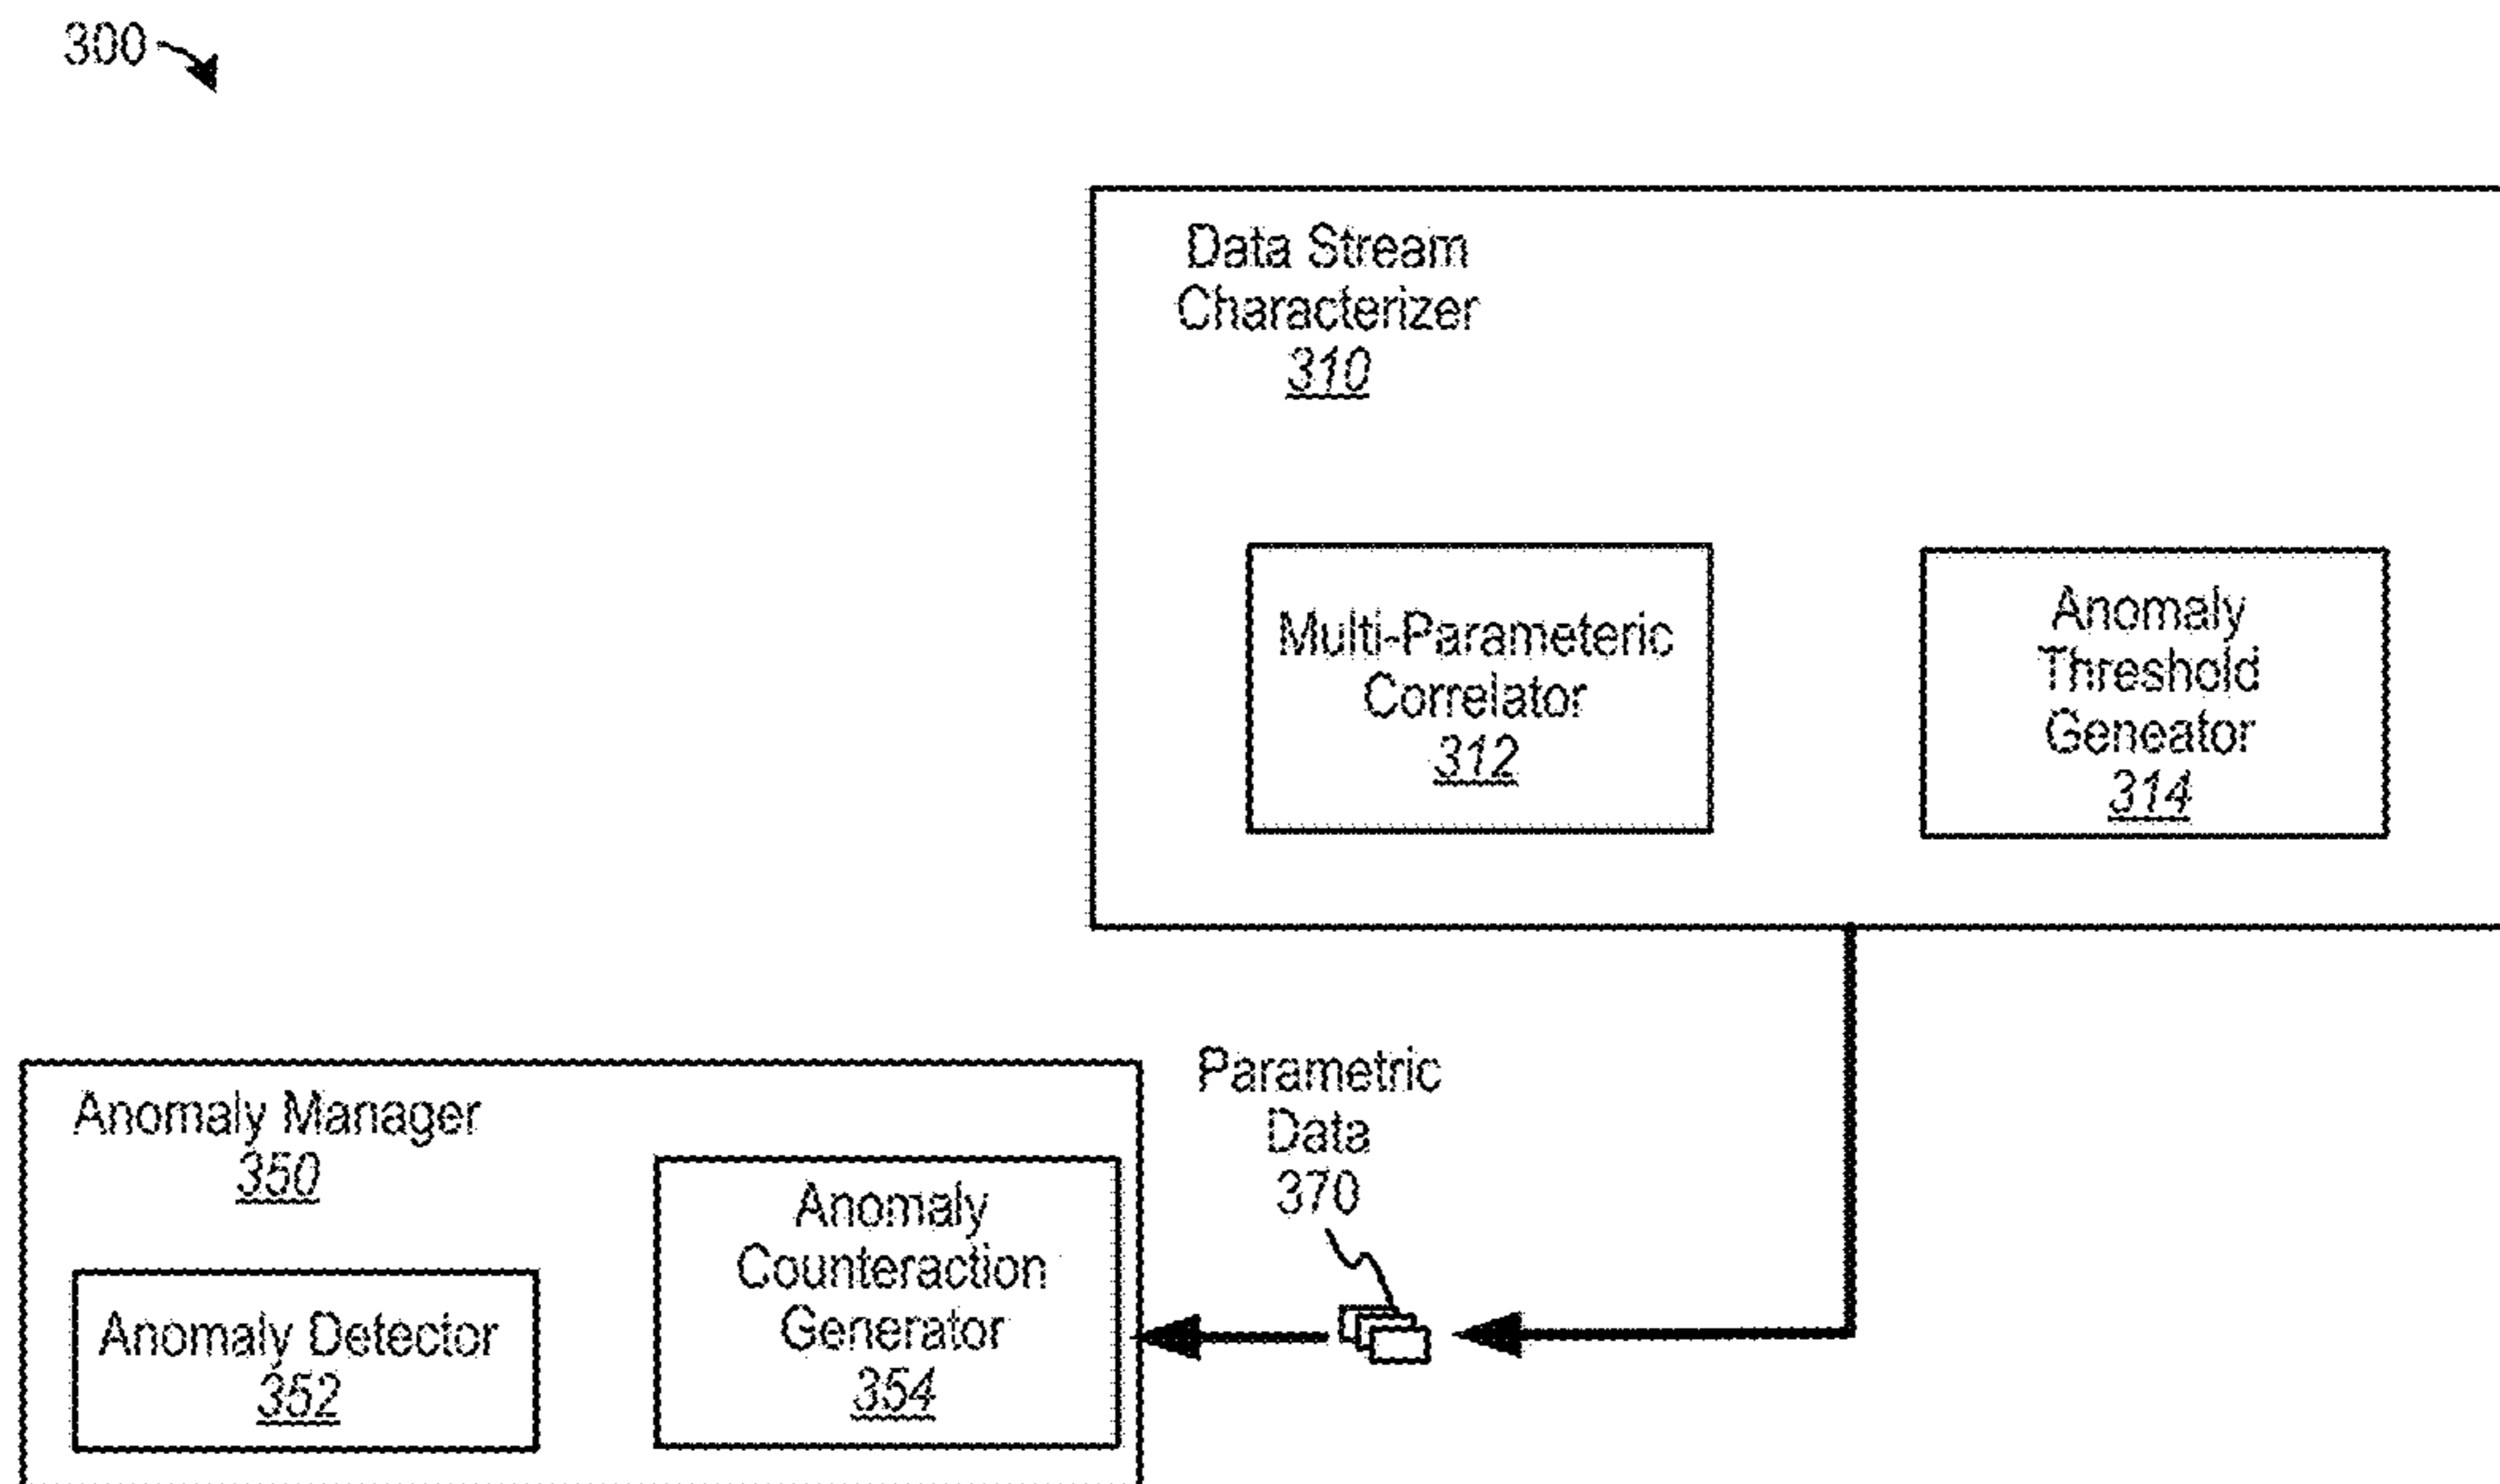 300
Data Stream
Characterizer
310
Multi-Parameteric
Correlator
312
Anomaly
Threshold
Geneator
314
Parametric
Data
370
Anomaly Manager
350
Anomaly Detector
352
Anomaly
Counteraction
Generator
354